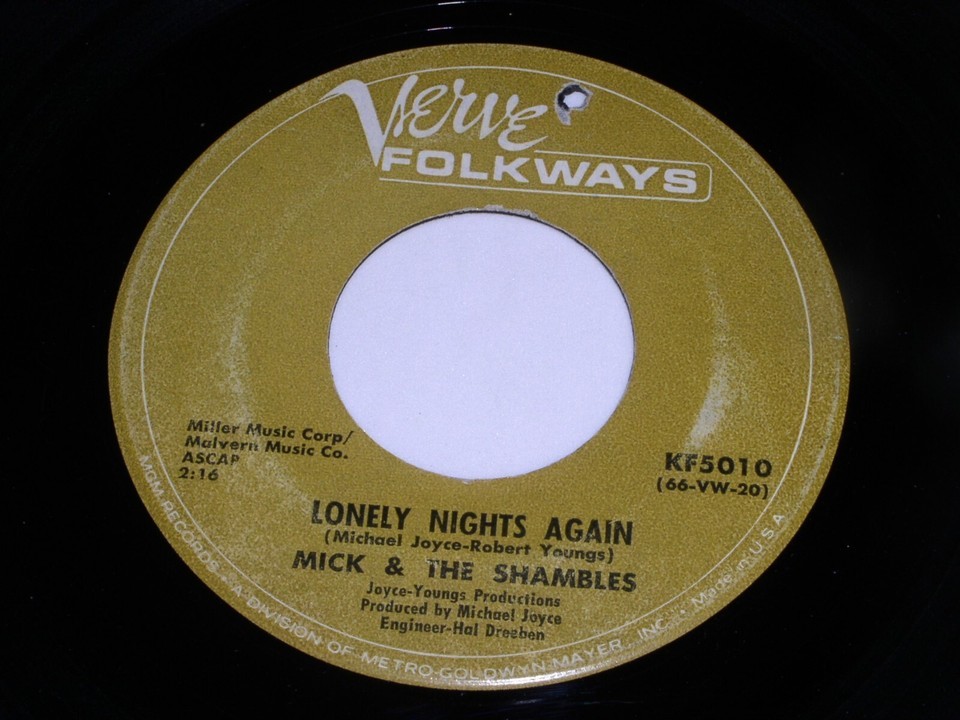 Verve
FOLKWAYS
Miller Music Corp/
Malvern Music Co.
ASCAP
2:16
KF5010
(66-VW-20)
LONELY NIGHTS AGAIN
(Michael Joyce-Robert Youngs)
MICK & THE SHAMBLES
Joyce-Youngs Productions
Produced by Michael Joyce
Engineer-Hal Dreeben
MGM RECORDS • A DIVISION OF METRO-GOLDWYN-MAYER, INC. • Made in U.S.A.